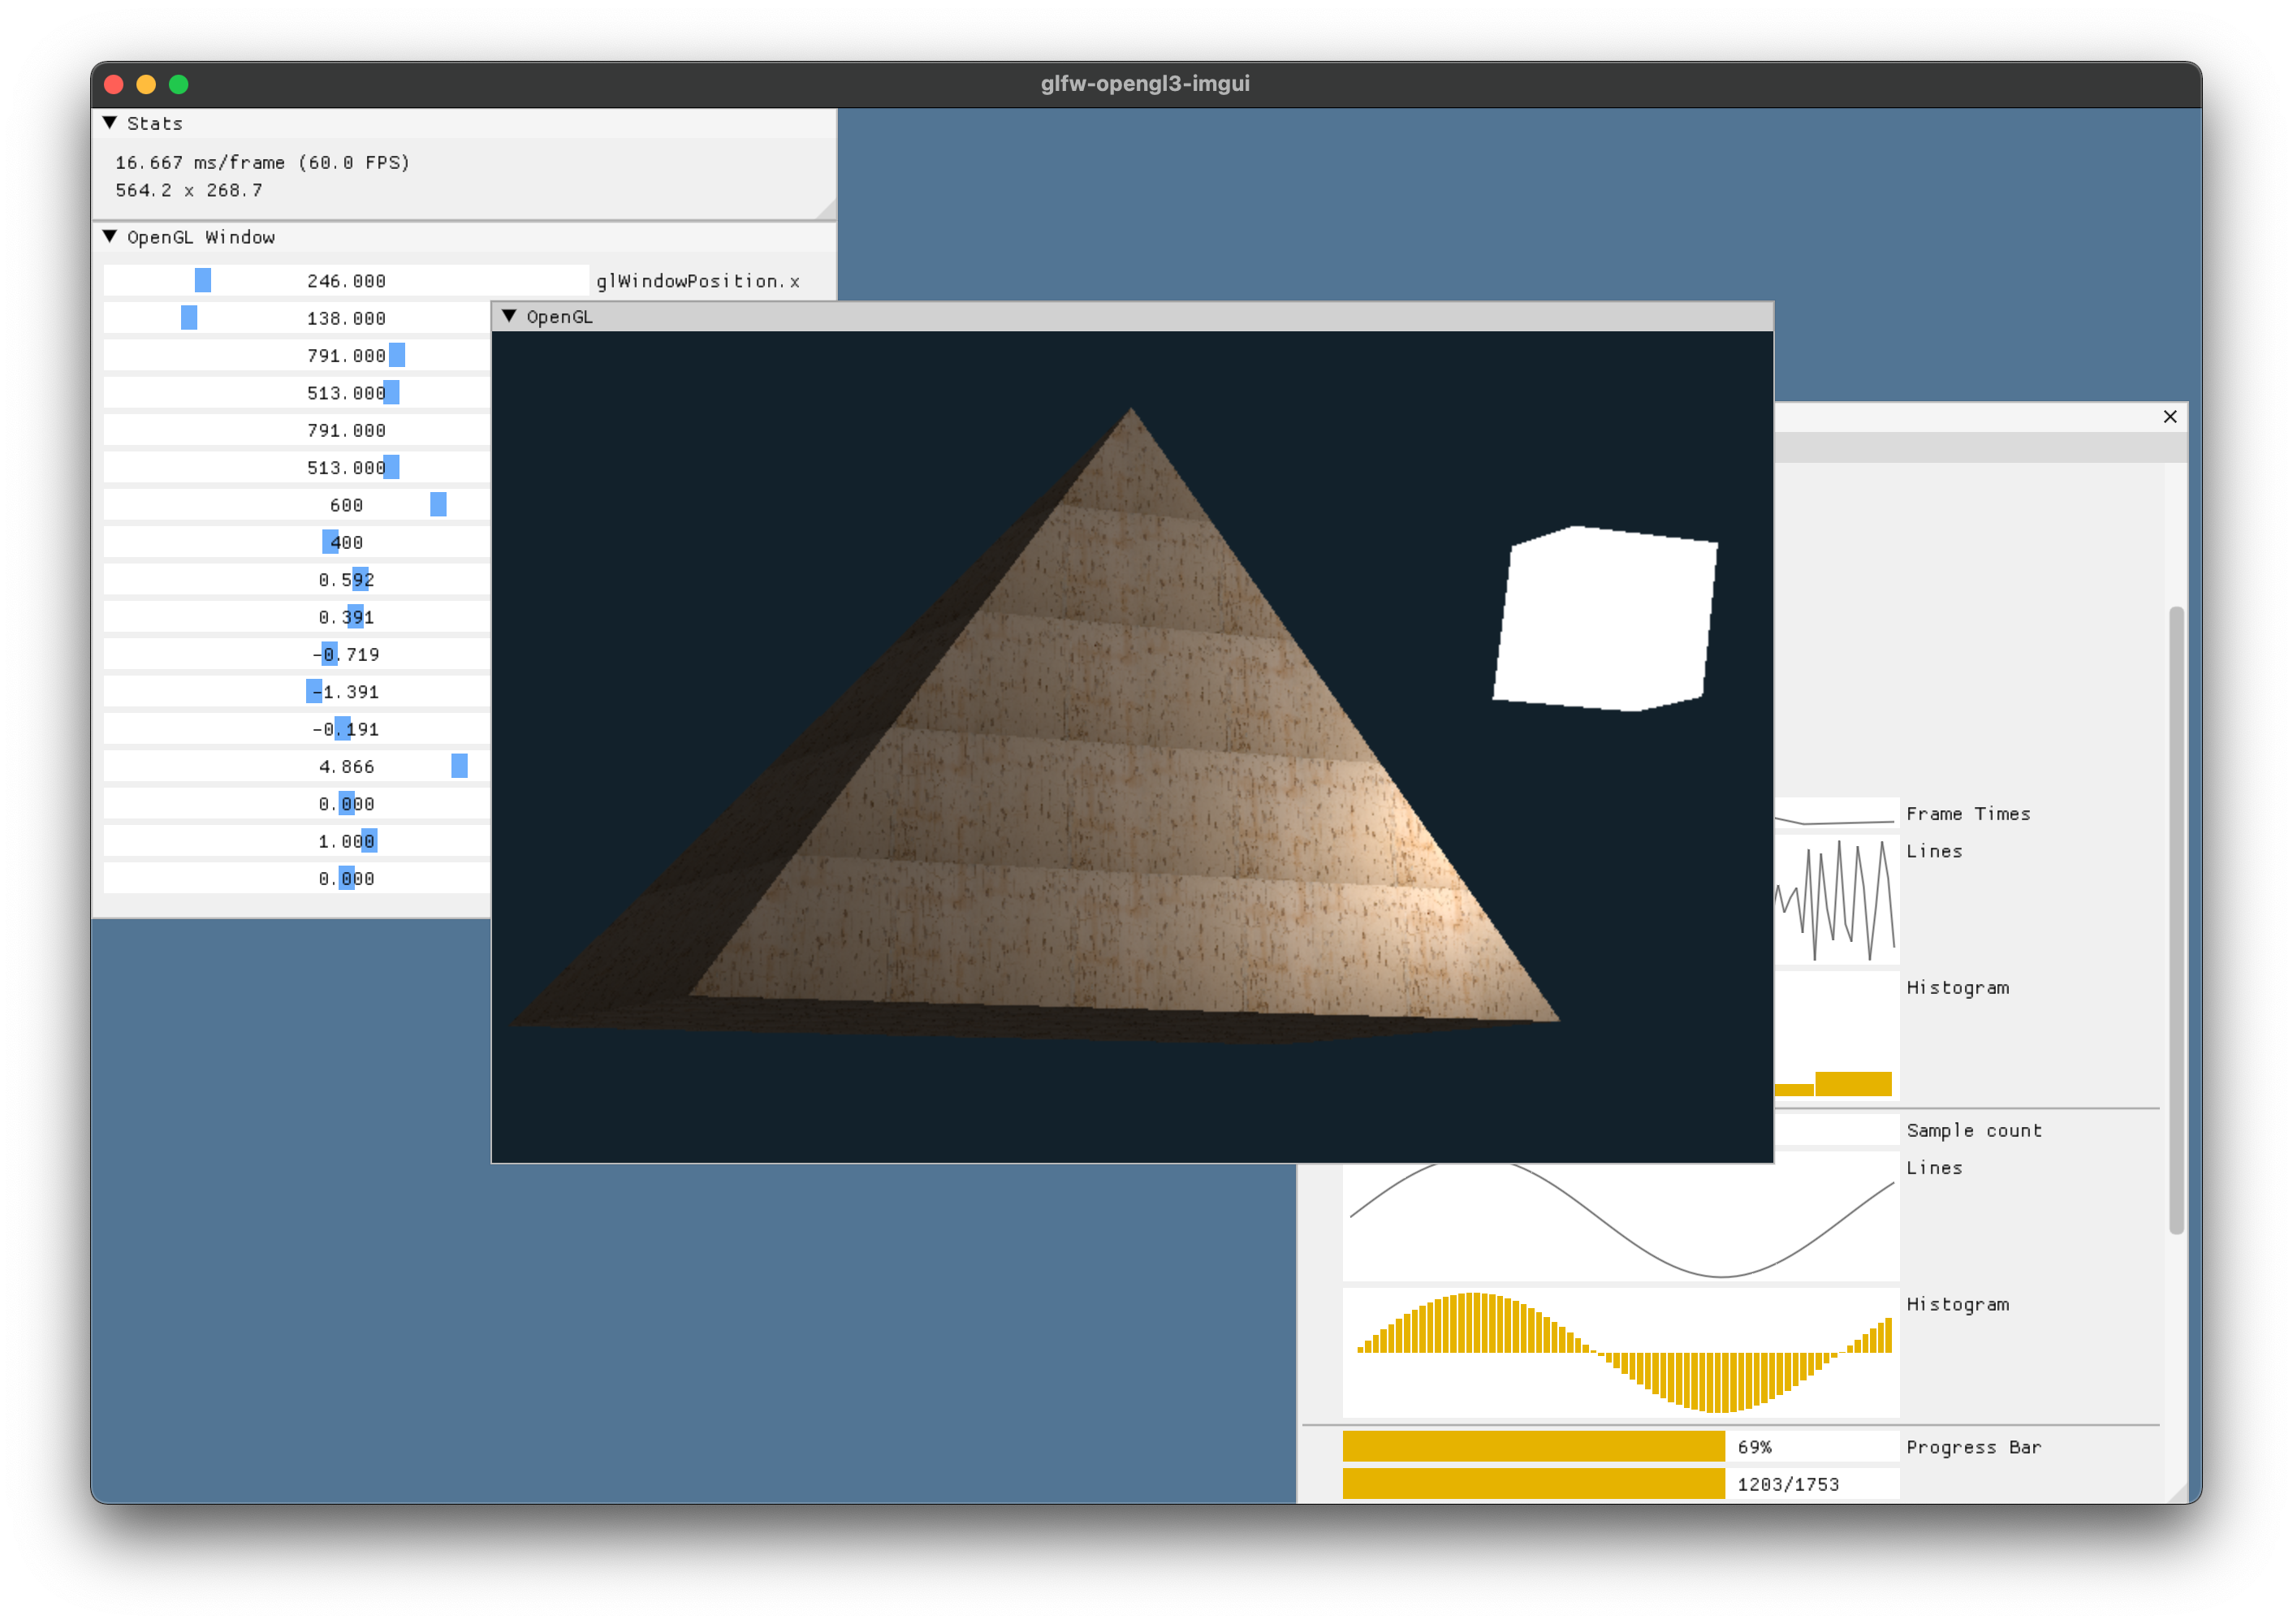 glfw-opengl3-imgui
Stats
16.667 ms/frame (60.0 FPS)
564.2 x 268.7
OpenGL Window
246.000 glWindowPosition.x
138.000
791.000
513.000
791.000
513.000
600
400
0.592
0.391
-0.719
-1.391
-0.191
4.866
0.000
1.000
0.000
OpenGL
Frame Times
Lines
Histogram
Sample count
Lines
Histogram
69% Progress Bar
1203/1753